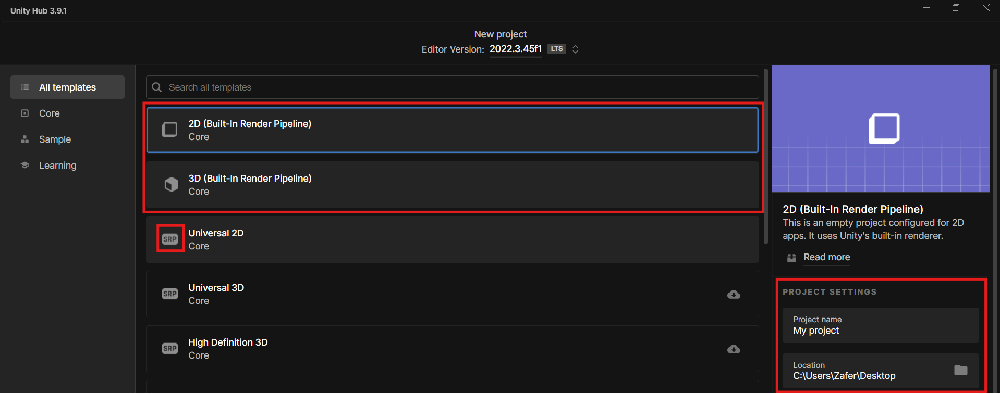 Unity Hub 3.9.1
New project
Editor Version: 2022.3.45f1 LTS
All templates
Core
Sample
Learning
Search all templates
2D (Built-In Render Pipeline)
Core
3D (Built-In Render Pipeline)
Core
SRP
Universal 2D
Core
SRP
Universal 3D
Core
SRP
High Definition 3D
Core
2D (Built-In Render Pipeline)
This is an empty project configured for 2D
apps. It uses Unity's built-in renderer.
Read more
PROJECT SETTINGS
Project name
My project
Location
C:\Users\Zafer\Desktop